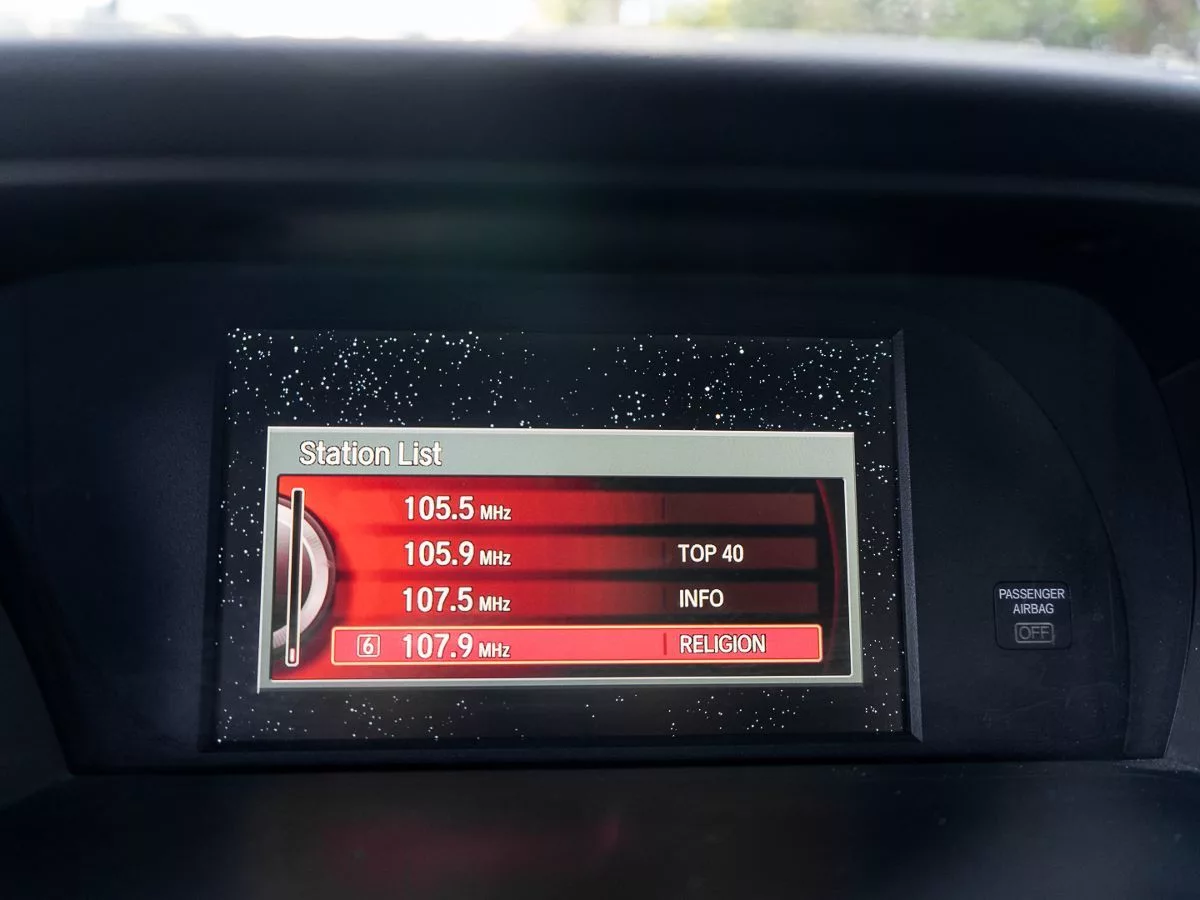 Station List
105.5 MHz
105.9 MHz TOP 40
107.5 MHz INFO
6 107.9 MHz RELIGION
PASSENGER
AIRBAG
OFF